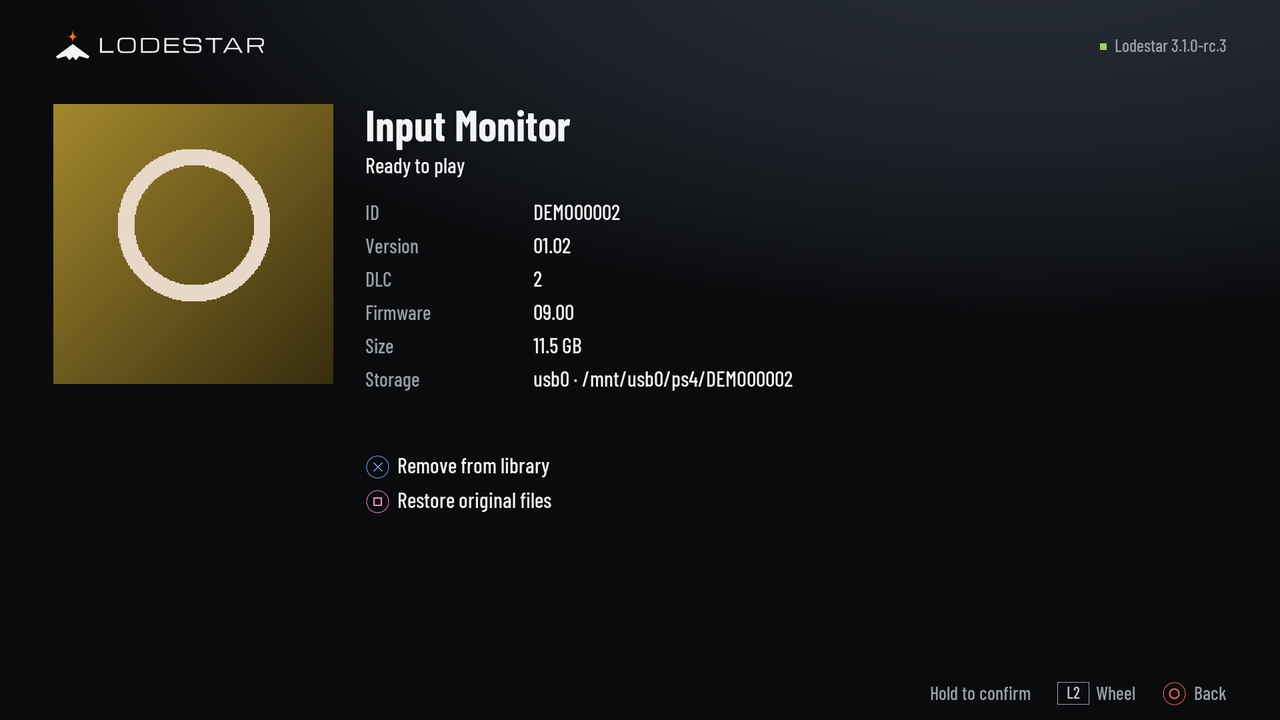 LODESTAR
Lodestar 3.1.0-rc.3
Input Monitor
Ready to play
ID DEMO00002
Version 01.02
DLC 2
Firmware 09.00
Size 11.5 GB
Storage usb0 · /mnt/usb0/ps4/DEMO00002
Remove from library
Restore original files
Hold to confirm L2 Wheel Back